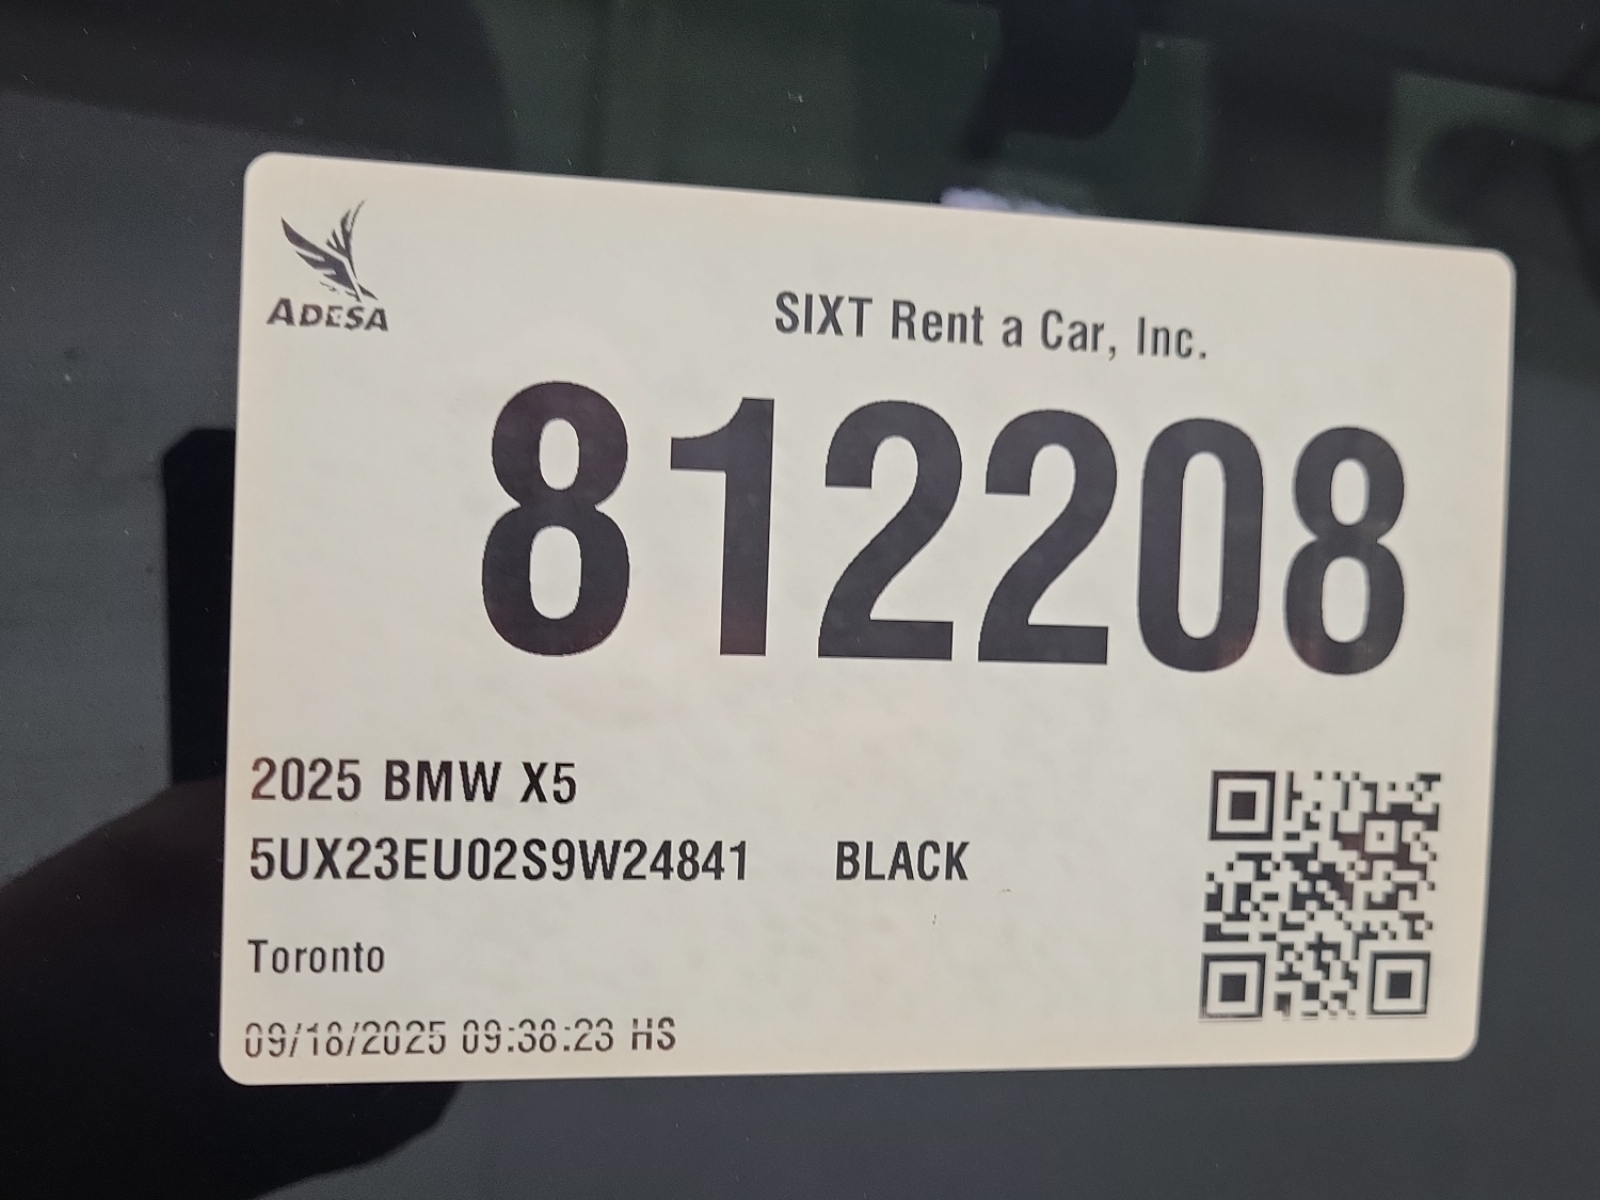 ADESA
SIXT Rent a Car, Inc.
812208
2025 BMW X5
5UX23EU02S9W24841 BLACK
Toronto
09/18/2025 09:38:23 HS